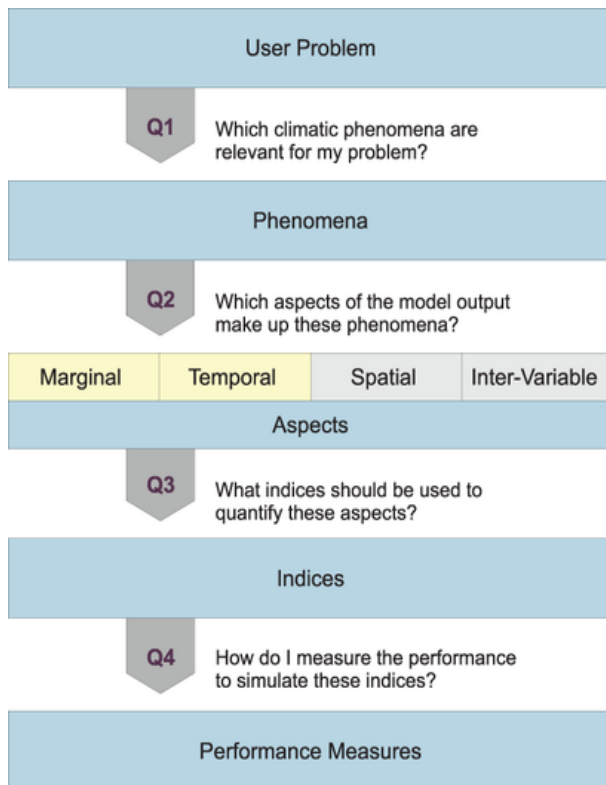 User Problem
Q1
Which climatic phenomena are
relevant for my problem?
Phenomena
Q2
Which aspects of the model output
make up these phenomena?
Marginal Temporal Spatial Inter-Variable
Aspects
Q3
What indices should be used to
quantify these aspects?
Indices
Q4
How do I measure the performance
to simulate these indices?
Performance Measures